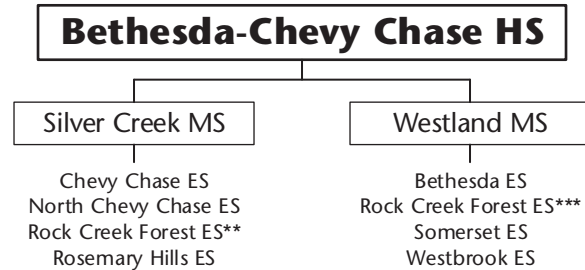 Bethesda-Chevy Chase HS
Silver Creek MS
Chevy Chase ES
North Chevy Chase ES
Rock Creek Forest ES**
Rosemary Hills ES
Westland MS
Bethesda ES
Rock Creek Forest ES***
Somerset ES
Westbrook ES